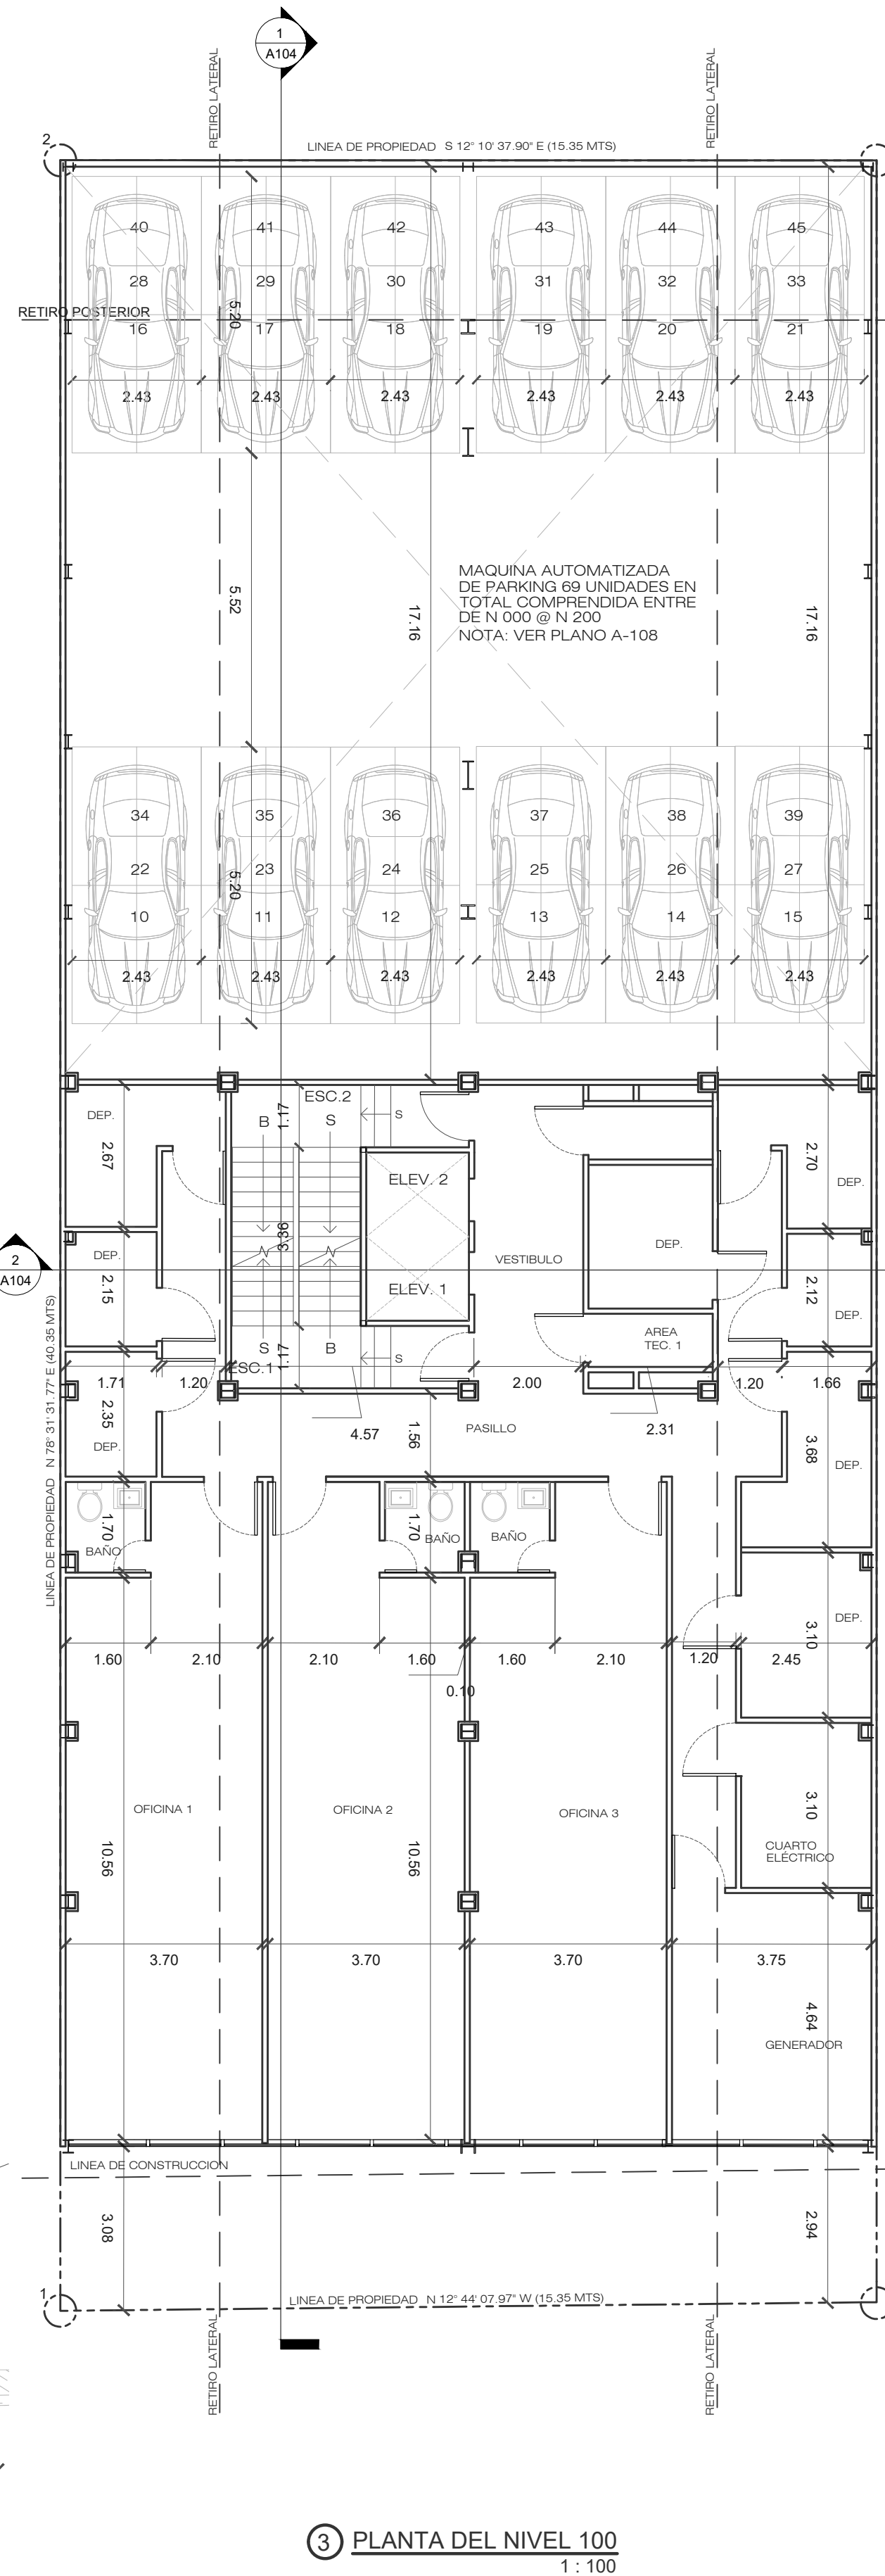 1
A104
RETIRO LATERAL
RETIRO LATERAL
2
LINEA DE PROPIEDAD S 12° 10' 37.90" E (15.35 MTS)
40
41
42
43
44
45
28
29
30
31
32
33
RETIRO POSTERIOR
5.20
16
17
18
19
20
21
2.43
2.43
2.43
2.43
2.43
2.43
MAQUINA AUTOMATIZADA
DE PARKING 69 UNIDADES EN
TOTAL COMPRENDIDA ENTRE
DE N 000 @ N 200
NOTA: VER PLANO A-108
5.52
17.16
17.16
34
35
36
37
38
39
22
23
24
25
26
27
5.20
10
11
12
13
14
15
2.43
2.43
2.43
2.43
2.43
2.43
ESC.2
DEP.
1.17
B
S
S
2.67
2.70
ELEV. 2
DEP.
2
A104
DEP.
3.36
VESTIBULO
DEP.
2.15
ELEV. 1
2.12
DEP.
LINEA DE PROPIEDAD N 78° 31' 31.77" E (40.35 MTS)
S
B
S
AREA
TEC. 1
1.17
ESC.1
1.71
1.20
2.00
1.20
1.66
2.35
4.57
1.56
PASILLO
2.31
DEP.
3.68
DEP.
1.70
BAÑO
1.70
BAÑO
BAÑO
3.10
DEP.
1.60
2.10
2.10
1.60
1.60
2.10
1.20
2.45
0.10
OFICINA 1
OFICINA 2
OFICINA 3
3.10
CUARTO
ELÉCTRICO
10.56
10.56
3.70
3.70
3.70
3.75
4.64
GENERADOR
LINEA DE CONSTRUCCION
3.08
2.94
1
LINEA DE PROPIEDAD N 12° 44' 07.97" W (15.35 MTS)
RETIRO LATERAL
RETIRO LATERAL
3 PLANTA DEL NIVEL 100
1 : 100